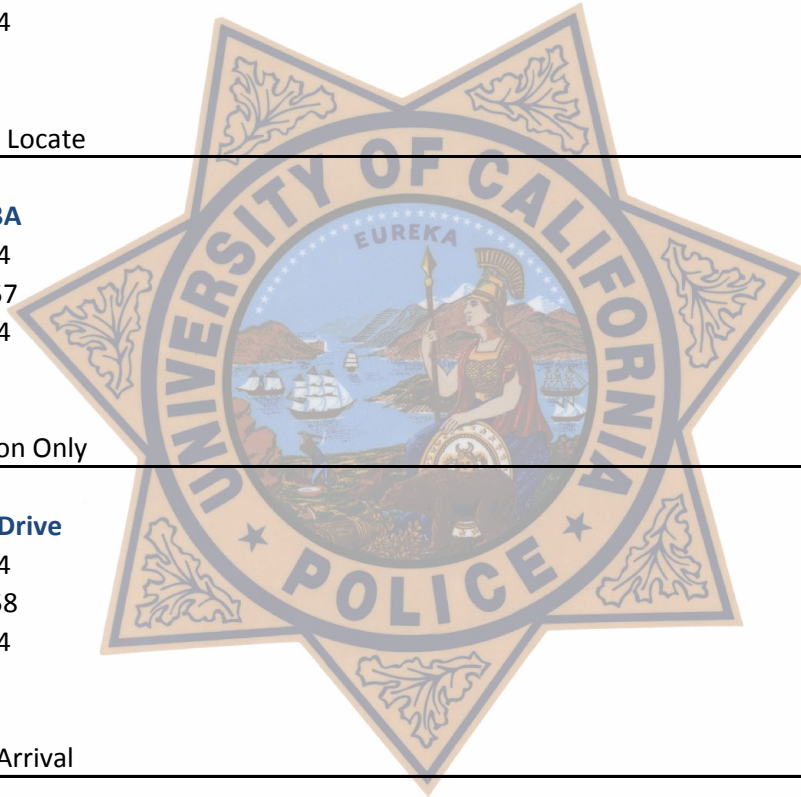 4
Locate
BA
4
57
4
on Only
Drive
4
58
4
Arrival
UNIVERSITY OF CALIFORNIA
EUREKA
POLICE